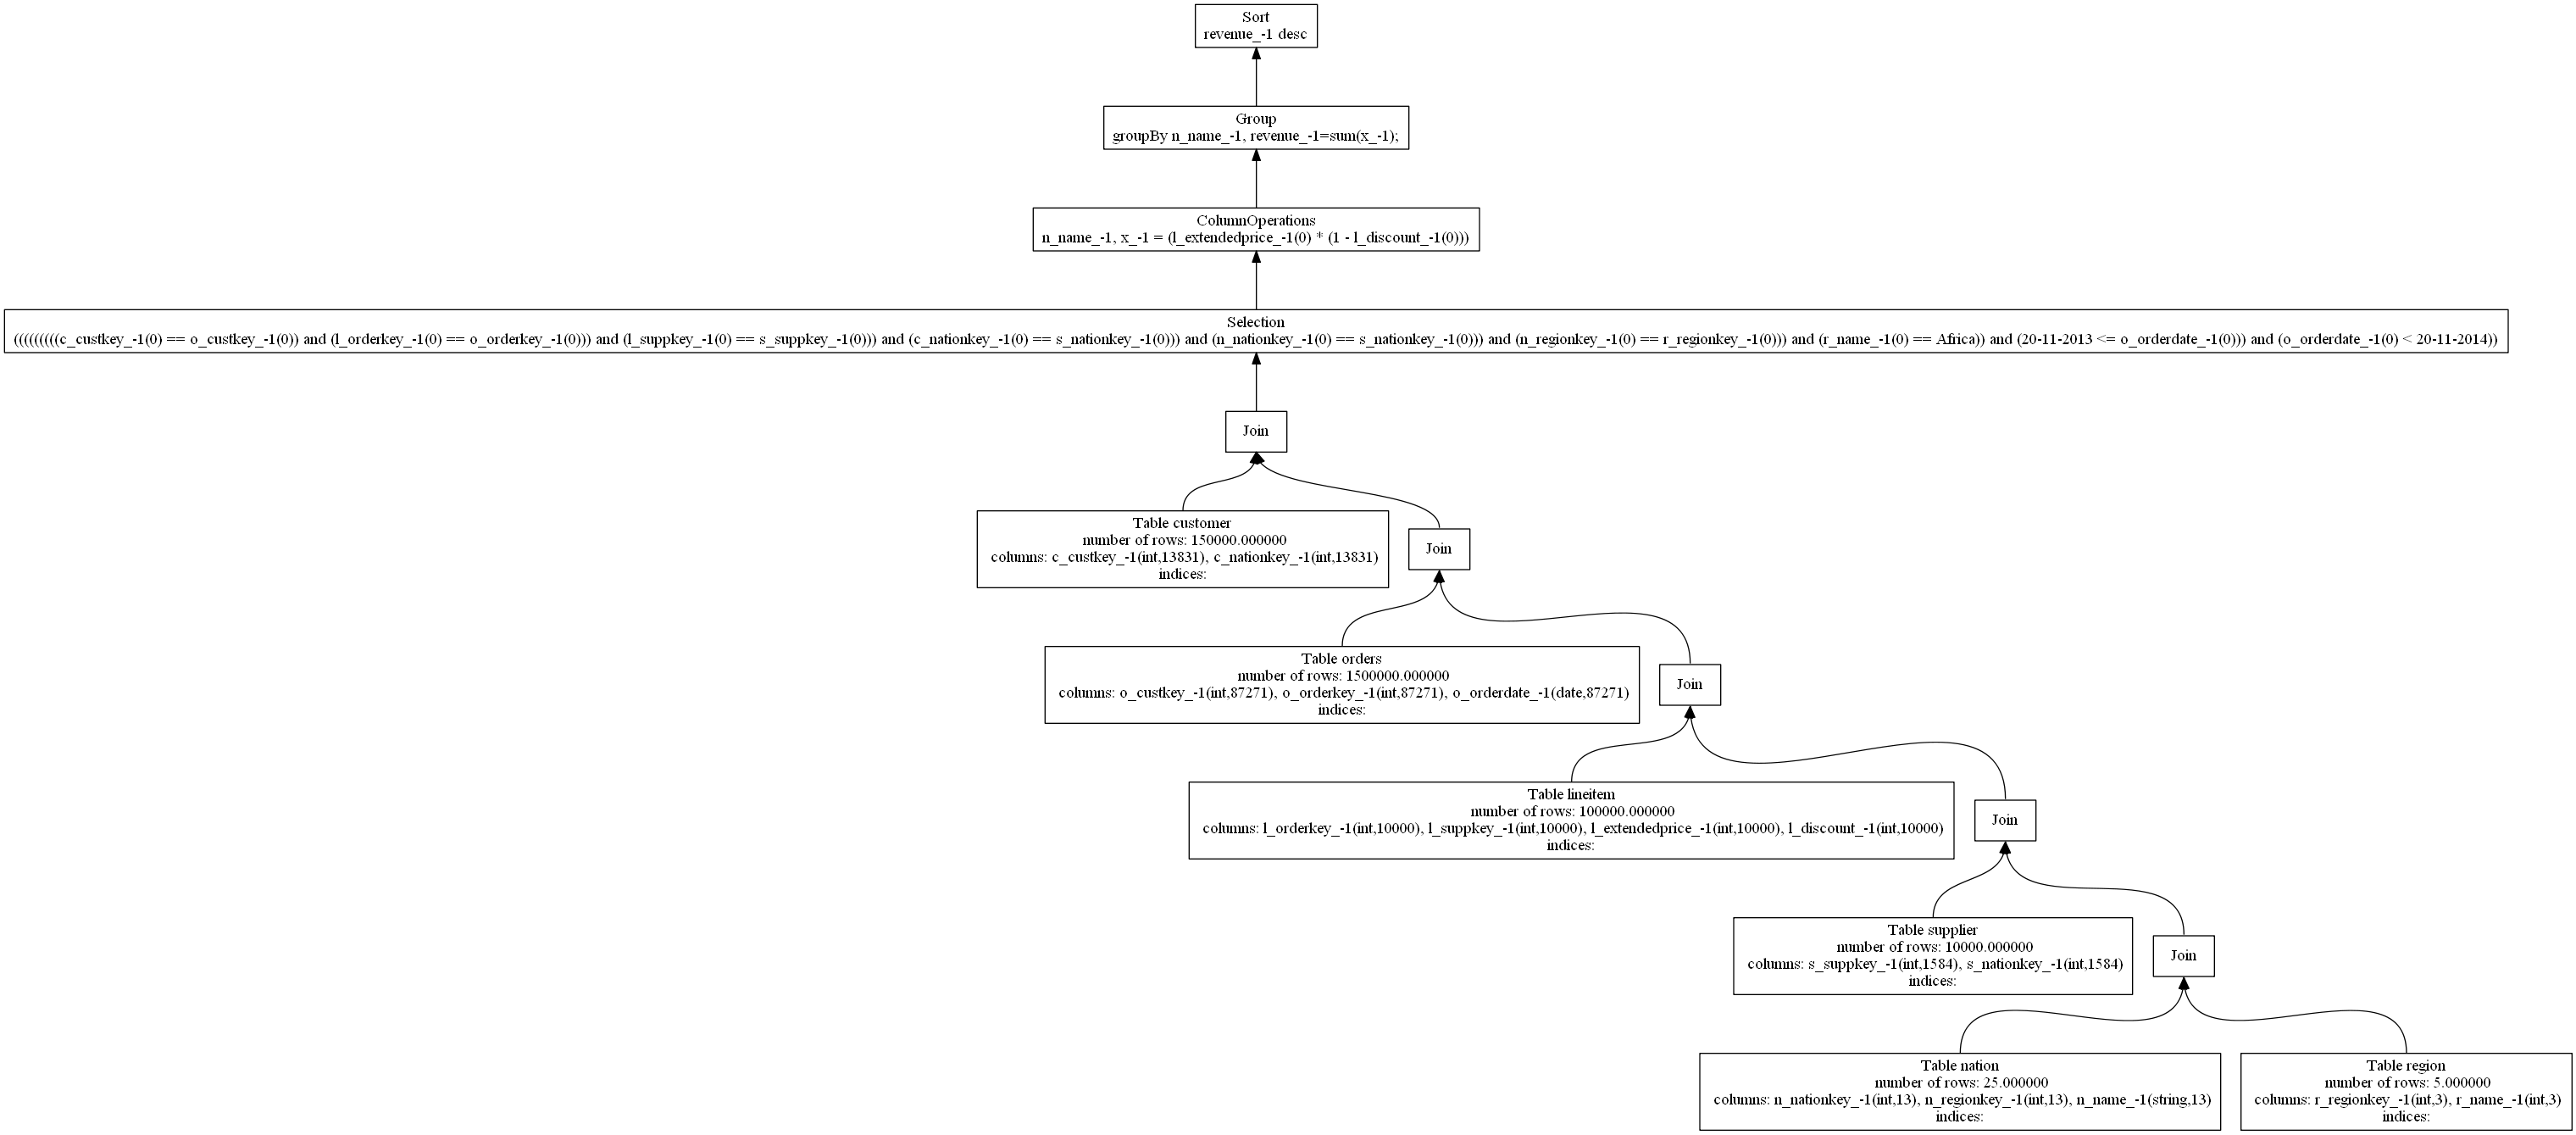 Sort
revenue_-1 desc
Group
groupBy n_name_-1, revenue_-1=sum(x_-1);
ColumnOperations
n_name_-1, x_-1 = (l_extendedprice_-1(0) * (1 - l_discount_-1(0)))
Selection
(((((((((c_custkey_-1(0) == o_custkey_-1(0)) and (l_orderkey_-1(0) == o_orderkey_-1(0))) and (l_suppkey_-1(0) == s_suppkey_-1(0))) and (c_nationkey_-1(0) == s_nationkey_-1(0))) and (n_nationkey_-1(0) == s_nationkey_-1(0))) and (n_regionkey_-1(0) == r_regionkey_-1(0))) and (r_name_-1(0) == Africa)) and (20-11-2013 <= o_orderdate_-1(0))) and (o_orderdate_-1(0) < 20-11-2014))
Join
Table customer
number of rows: 150000.000000
columns: c_custkey_-1(int,13831), c_nationkey_-1(int,13831)
indices:
Join
Table orders
number of rows: 1500000.000000
columns: o_custkey_-1(int,87271), o_orderkey_-1(int,87271), o_orderdate_-1(date,87271)
indices:
Join
Table lineitem
number of rows: 100000.000000
columns: l_orderkey_-1(int,10000), l_suppkey_-1(int,10000), l_extendedprice_-1(int,10000), l_discount_-1(int,10000)
indices:
Join
Table supplier
number of rows: 10000.000000
columns: s_suppkey_-1(int,1584), s_nationkey_-1(int,1584)
indices:
Join
Table nation
number of rows: 25.000000
columns: n_nationkey_-1(int,13), n_regionkey_-1(int,13), n_name_-1(string,13)
indices:
Table region
number of rows: 5.000000
columns: r_regionkey_-1(int,3), r_name_-1(int,3)
indices: